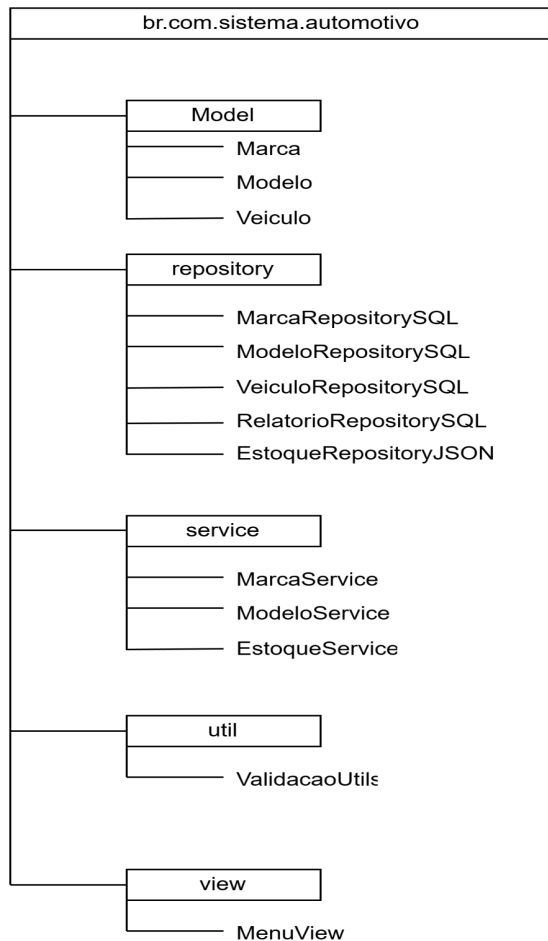 br.com.sistema.automotivo
Model
Marca
Modelo
Veiculo
repository
MarcaRepositorySQL
ModeloRepositorySQL
VeiculoRepositorySQL
RelatorioRepositorySQL
EstoqueRepositoryJSON
service
MarcaService
ModeloService
EstoqueService
util
ValidacaoUtils
view
MenuView